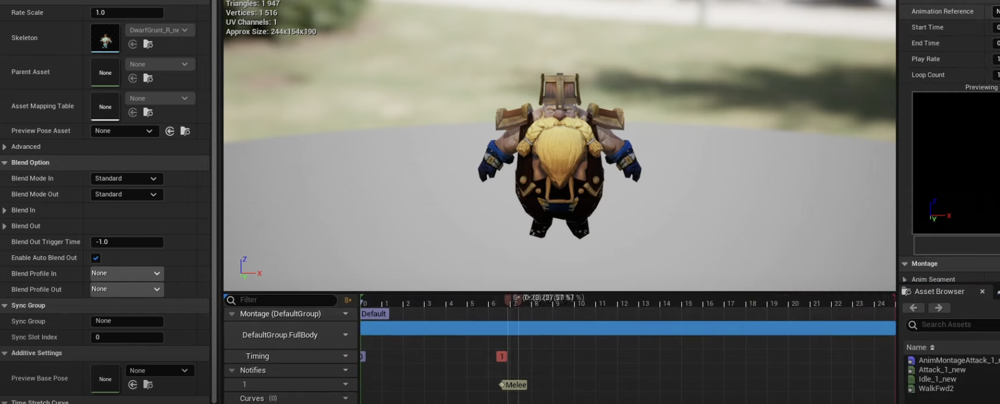 Rate Scale 1.0
Skeleton DwarfGrunt_R_ne
Parent Asset None None
Asset Mapping Table None None
Preview Pose Asset None
Advanced
Blend Option
Blend Mode In Standard
Blend Mode Out Standard
Blend In
Blend Out
Blend Out Trigger Time -1.0
Enable Auto Blend Out
Blend Profile In None
Blend Profile Out None
Sync Group
Sync Group None
Sync Slot Index 0
Additive Settings
Preview Base Pose None None
Time Stretch Curve
Triangles: 1 947
Vertices: 1 516
UV Channels: 1
Approx Size: 244x154x190
Z
X
Y
Filter
0 1 2 3 4 5 6 7 8 9 10 11 12 13 14 15 16 17 18 19 20 21 22 23 24
Montage (DefaultGroup) Default
DefaultGroup.FullBody
Timing 1
Notifies
1 Melee
Curves (0)
Animation Reference N
Start Time 0
End Time 0
Play Rate 1
Loop Count 1
Previewing
Z
X
Y
Montage
Anim Segment
Asset Browser
Search Assets
Name
AnimMontageAttack_1_
Attack_1_new
Idle_1_new
WalkFwd2